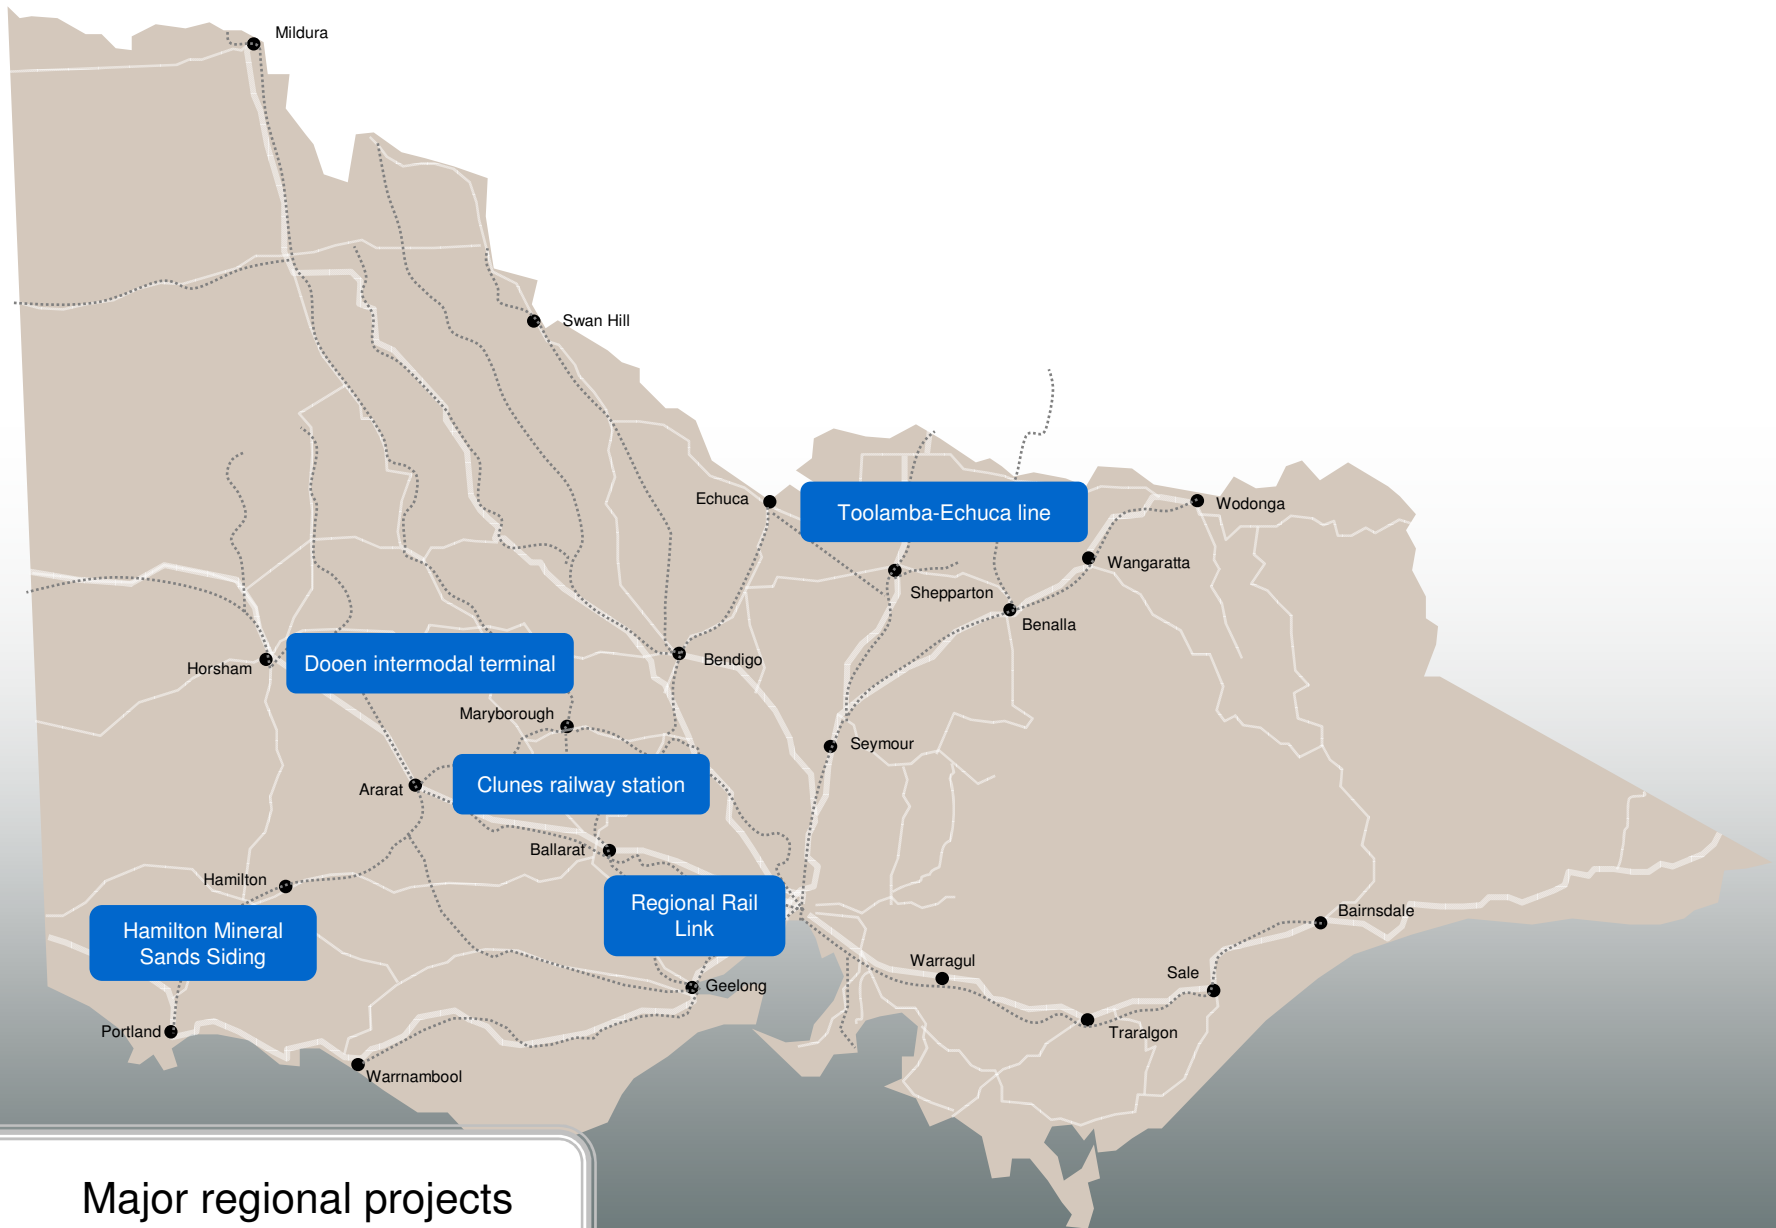 Mildura
Swan Hill
Echuca
Toolamba-Echuca line
Wodonga
Wangaratta
Shepparton
Benalla
Horsham
Dooen intermodal terminal
Bendigo
Maryborough
Seymour
Ararat
Clunes railway station
Ballarat
Hamilton
Regional Rail
Link
Bairnsdale
Hamilton Mineral
Sands Siding
Warragul
Sale
Geelong
Portland
Traralgon
Warrnambool
Major regional projects